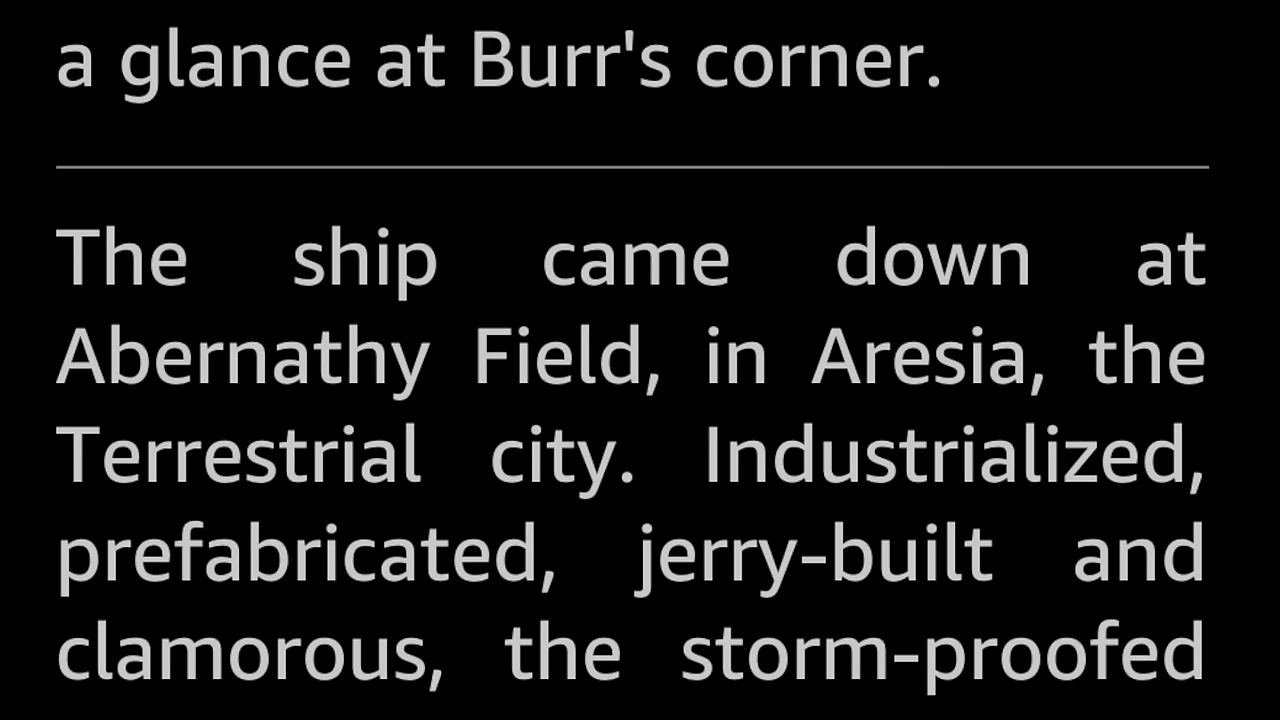 a glance at Burr's corner.
The ship came down at
Abernathy Field, in Aresia, the
Terrestrial city. Industrialized,
prefabricated, jerry-built and
clamorous, the storm-proofed